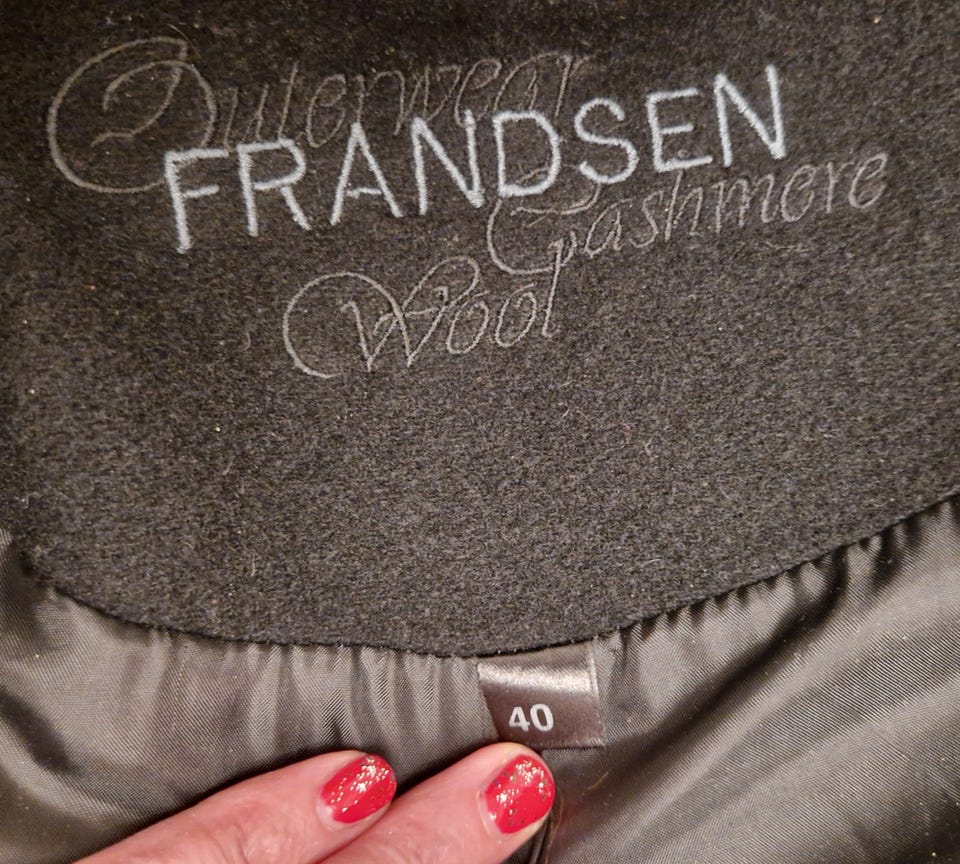 Outerwear
FRANDSEN
Cashmere
Wool
40